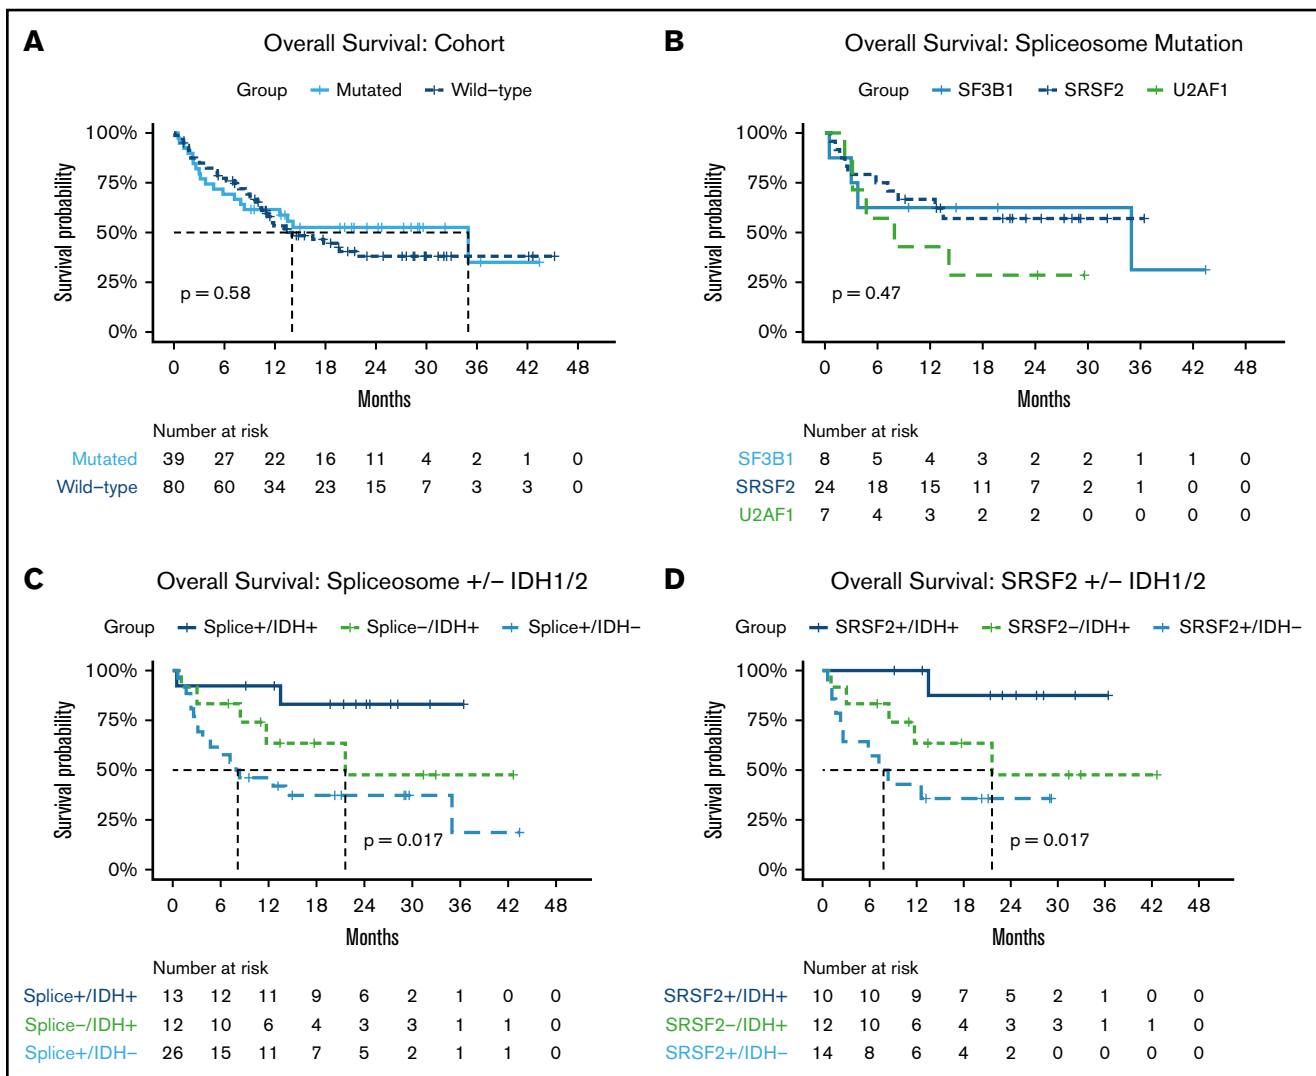 A
Overall Survival: Cohort
Group Mutated Wild–type
100%
75%
50%
25%
0%
Survival probability
p = 0.58
0 6 12 18 24 30 36 42 48
Months
Number at risk
Mutated 39 27 22 16 11 4 2 1 0
Wild–type 80 60 34 23 15 7 3 3 0
B
Overall Survival: Spliceosome Mutation
Group SF3B1 SRSF2 U2AF1
100%
75%
50%
25%
0%
Survival probability
p = 0.47
0 6 12 18 24 30 36 42 48
Months
Number at risk
SF3B1 8 5 4 3 2 2 1 1 0
SRSF2 24 18 15 11 7 2 1 0 0
U2AF1 7 4 3 2 2 0 0 0 0
C
Overall Survival: Spliceosome +/– IDH1/2
Group Splice+/IDH+ Splice–/IDH+ Splice+/IDH–
100%
75%
50%
25%
0%
Survival probability
p = 0.017
0 6 12 18 24 30 36 42 48
Months
Number at risk
Splice+/IDH+ 13 12 11 9 6 2 1 0 0
Splice–/IDH+ 12 10 6 4 3 3 1 1 0
Splice+/IDH– 26 15 11 7 5 2 1 1 0
D
Overall Survival: SRSF2 +/– IDH1/2
Group SRSF2+/IDH+ SRSF2–/IDH+ SRSF2+/IDH–
100%
75%
50%
25%
0%
Survival probability
p = 0.017
0 6 12 18 24 30 36 42 48
Months
Number at risk
SRSF2+/IDH+ 10 10 9 7 5 2 1 0 0
SRSF2–/IDH+ 12 10 6 4 3 3 1 1 0
SRSF2+/IDH– 14 8 6 4 2 0 0 0 0